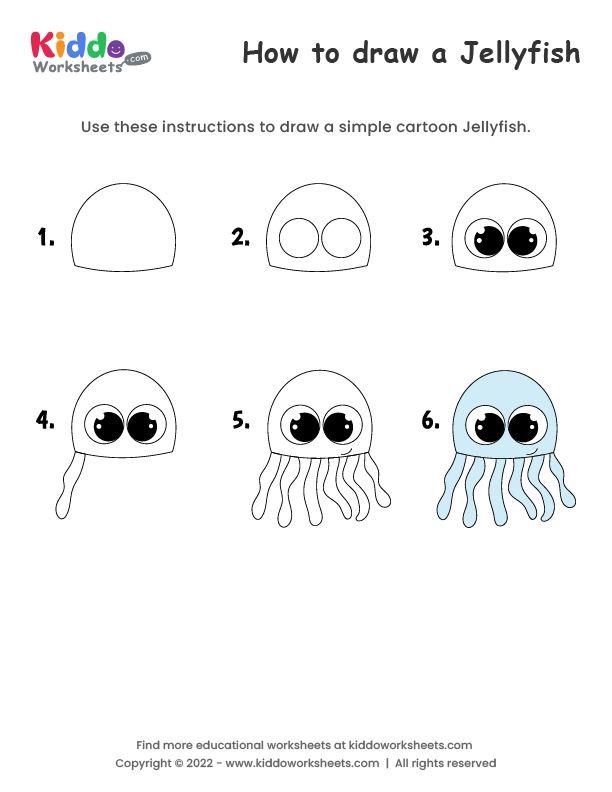 Kiddo
Worksheets .com
How to draw a Jellyfish
Use these instructions to draw a simple cartoon Jellyfish.
1.
2.
3.
4.
5.
6.
Find more educational worksheets at kiddoworksheets.com
Copyright © 2022 - www.kiddoworksheets.com | All rights reserved